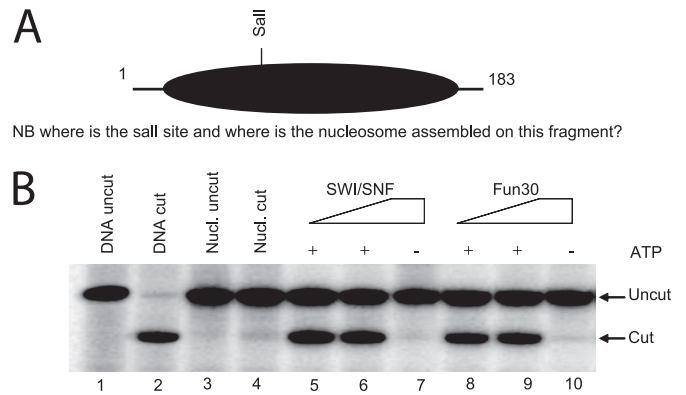 A
SalI
1
183
NB where is the salI site and where is the nucleosome assembled on this fragment?
B
DNA uncut
DNA cut
Nucl. uncut
Nucl. cut
SWI/SNF
Fun30
+ + - + + - ATP
Uncut
Cut
1 2 3 4 5 6 7 8 9 10